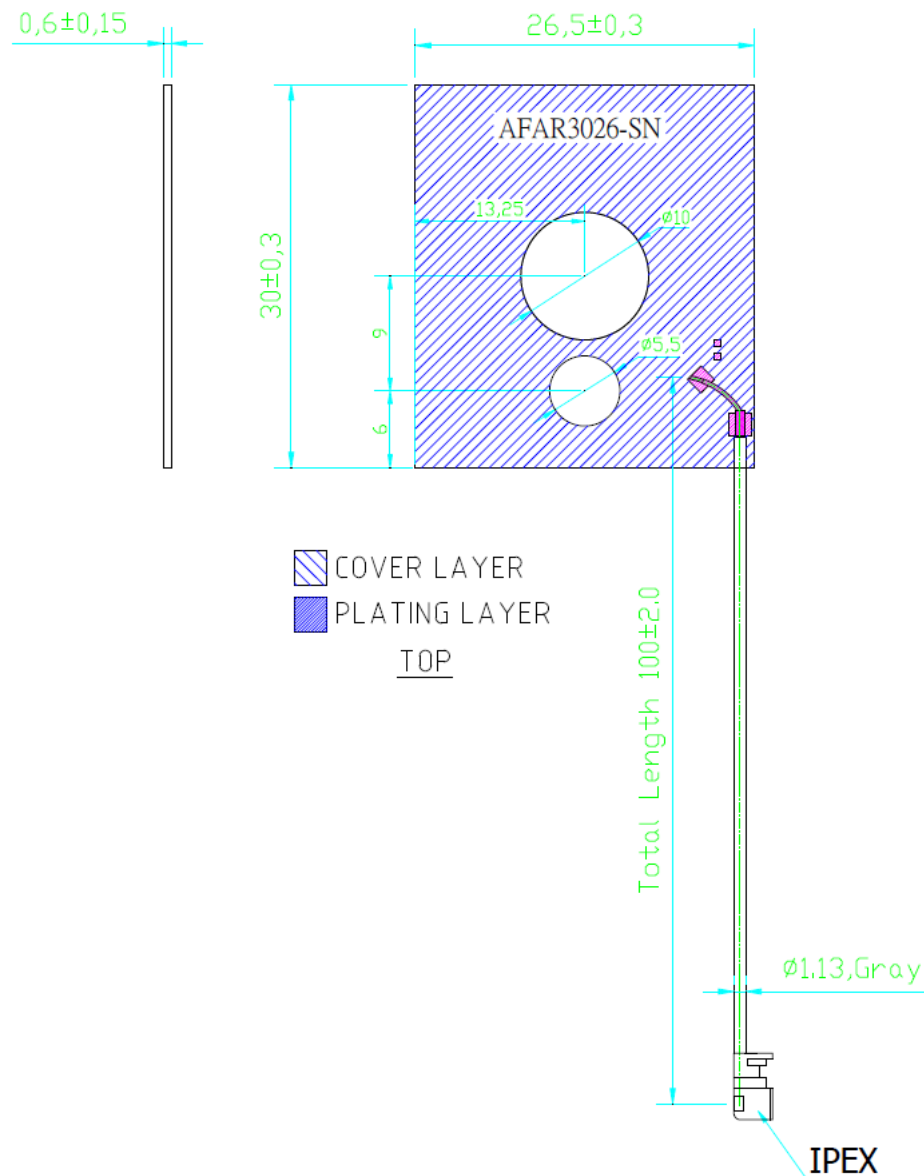 0,6±0,15
26,5±0,3
AFAR3026-SN
13,25
ø10
30±0,3
9
ø5,5
6
COVER LAYER
PLATING LAYER
TOP
Total Length 100±2,0
ø1.13,Gray
IPEX